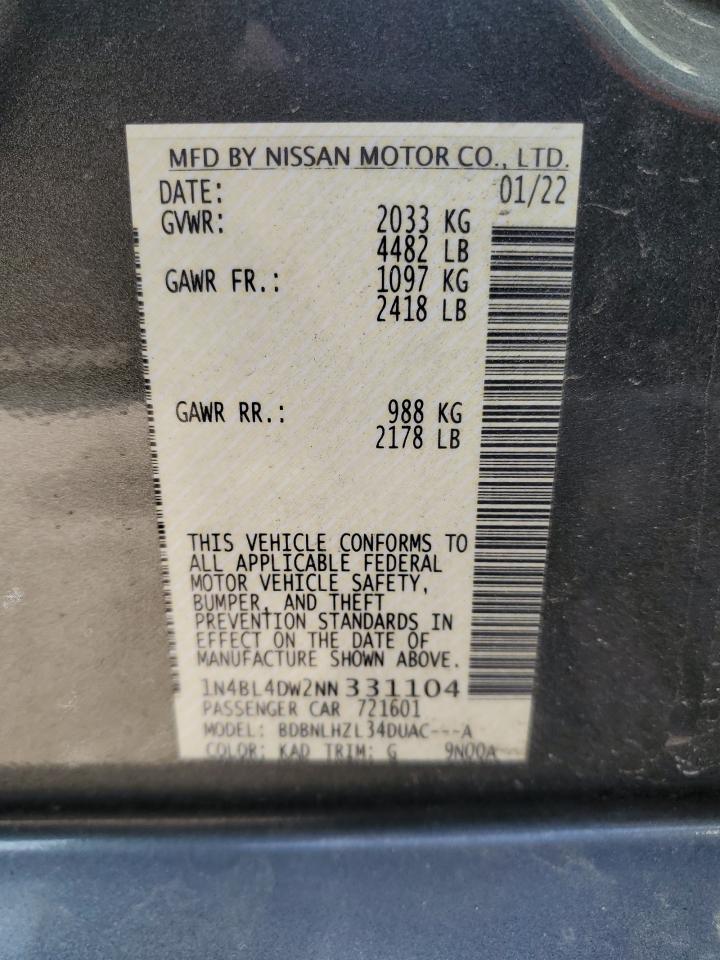 MFD BY NISSAN MOTOR CO., LTD.
DATE: 01/22
GVWR: 2033 KG
4482 LB
GAWR FR.: 1097 KG
2418 LB
GAWR RR.: 988 KG
2178 LB
THIS VEHICLE CONFORMS TO
ALL APPLICABLE FEDERAL
MOTOR VEHICLE SAFETY,
BUMPER, AND THEFT
PREVENTION STANDARDS IN
EFFECT ON THE DATE OF
MANUFACTURE SHOWN ABOVE.
1N4BL4DW2NN 331104
PASSENGER CAR 721601
MODEL: BDBNLHZL34DUAC---A
COLOR: KAD TRIM: G 9N00A